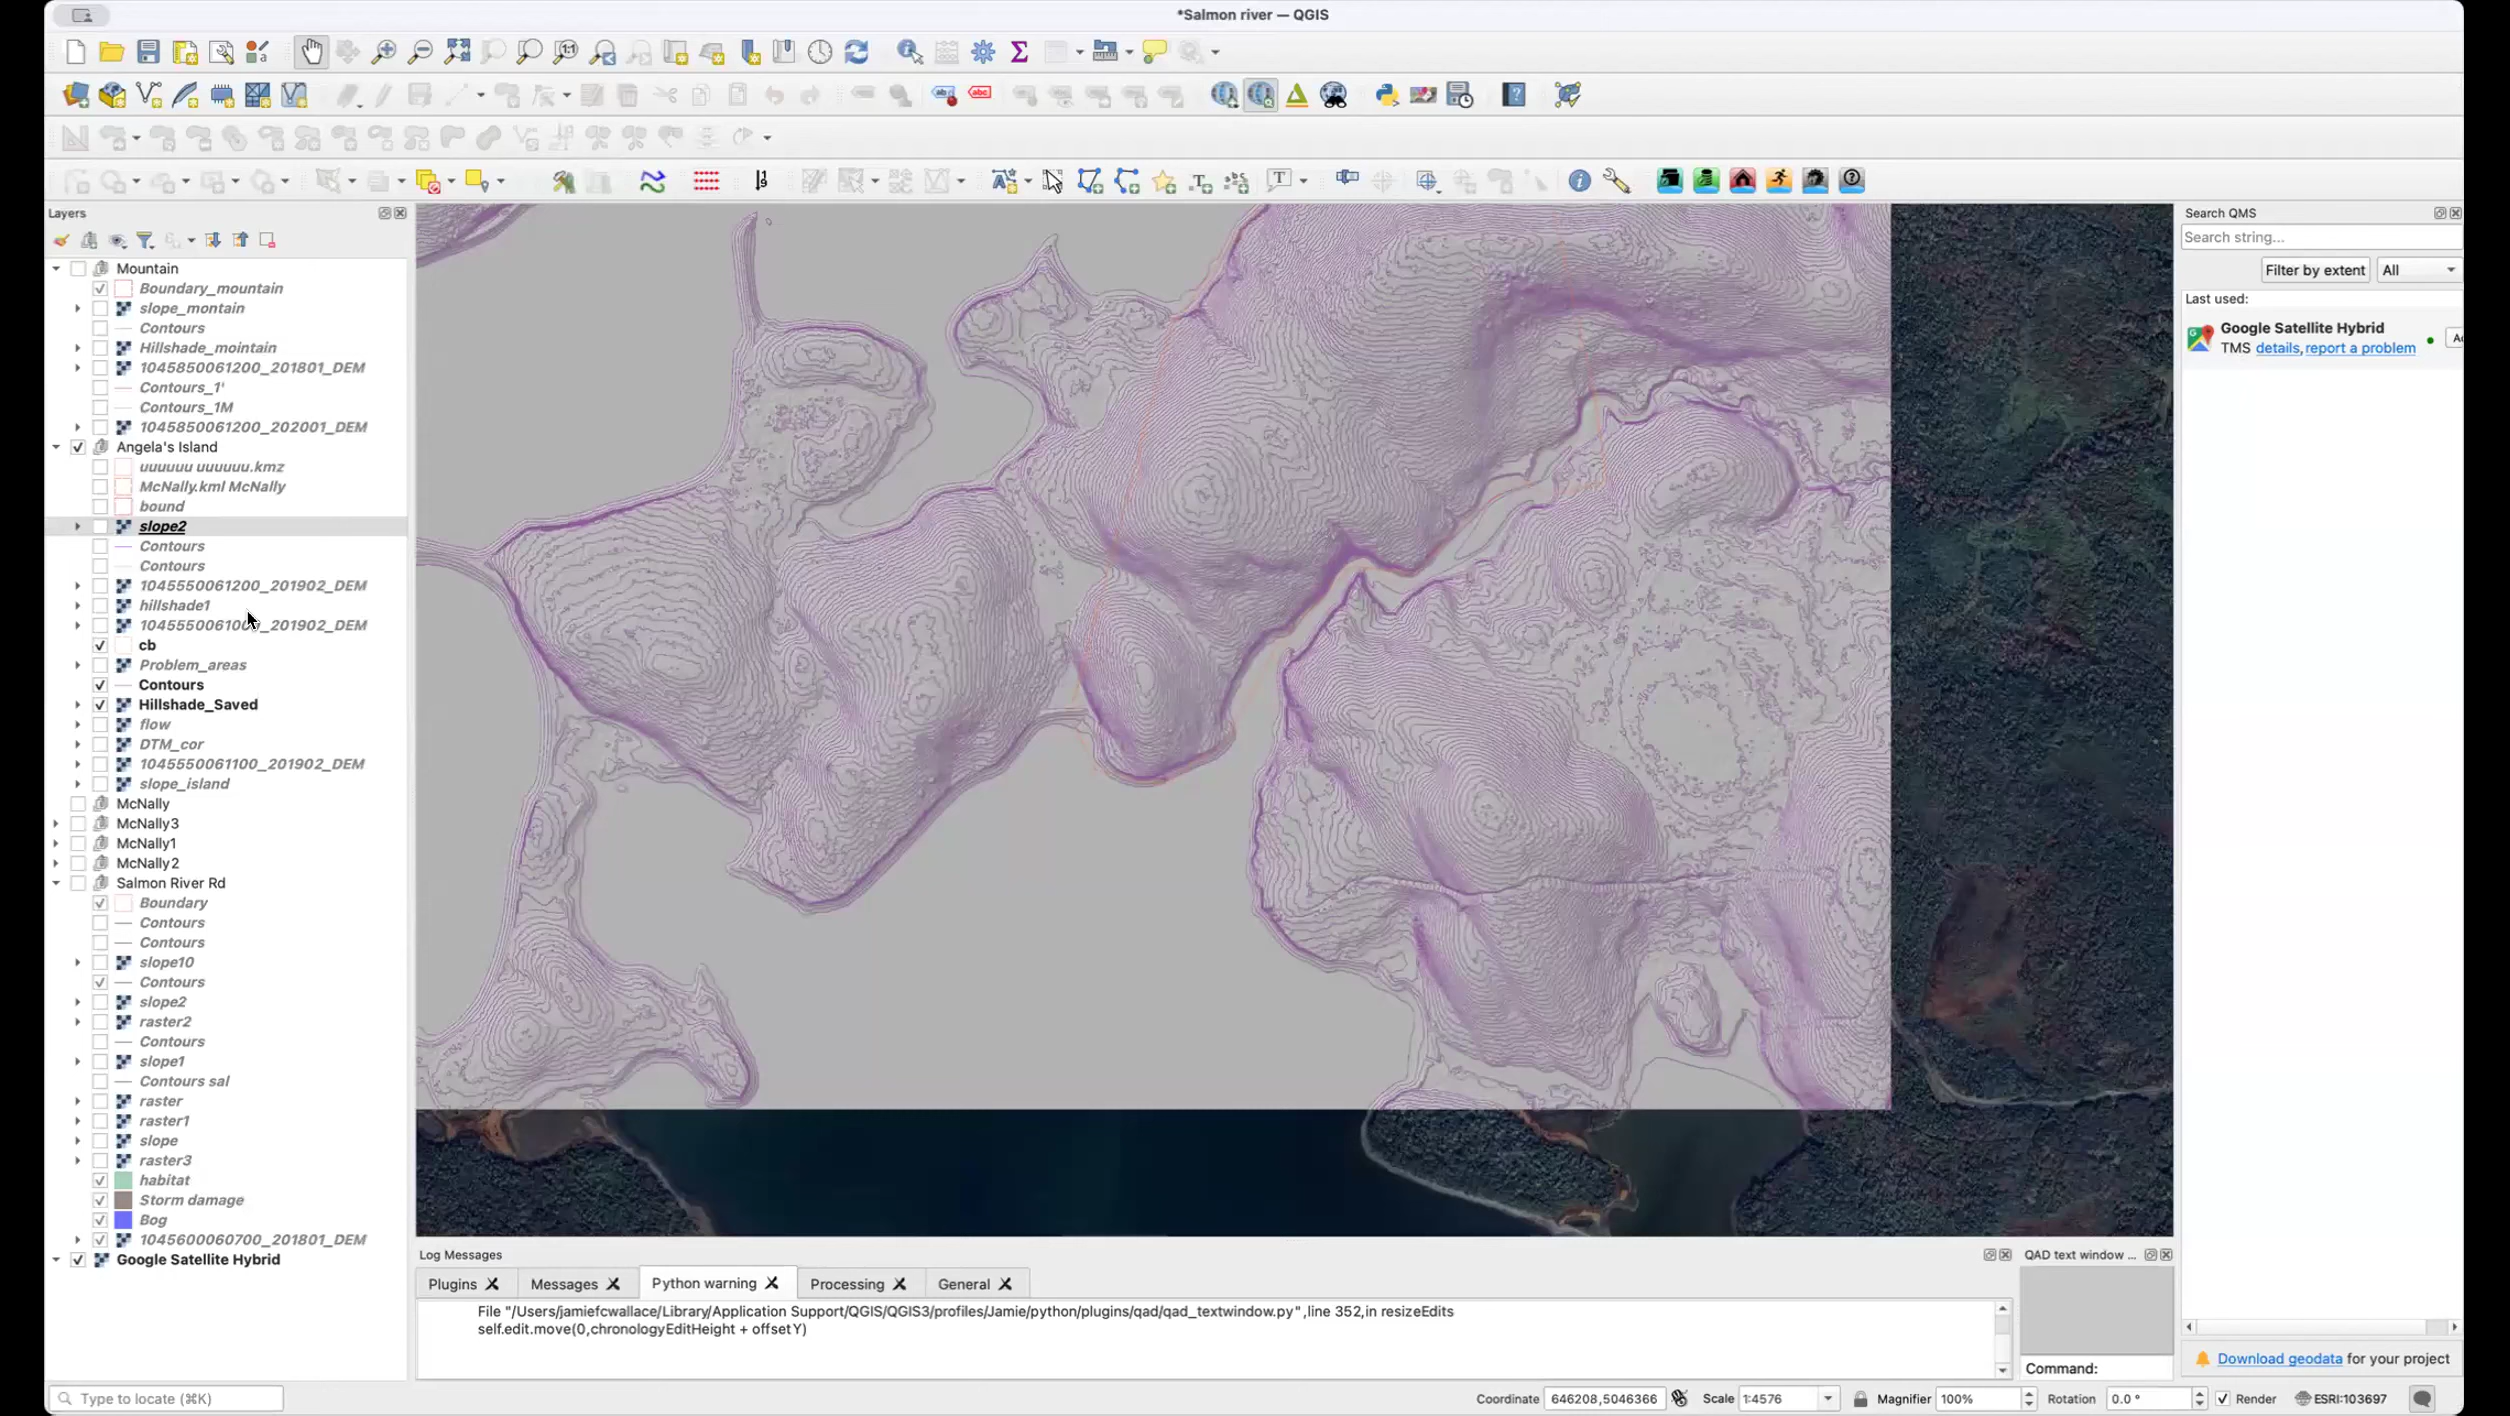 *Salmon river — QGIS
Layers
Mountain
Boundary_mountain
slope_montain
Contours
Hillshade_mointain
1045850061200_201801_DEM
Contours_1'
Contours_1M
1045850061200_202001_DEM
Angela's Island
uuuuuu uuuuuu.kmz
McNally.kml McNally
bound
slope2
Contours
Contours
1045550061200_201902_DEM
hillshade1
_201902_DEM
cb
Problem_areas
Contours
Hillshade_Saved
flow
DTM_cor
1045550061100_201902_DEM
slope_island
McNally
McNally3
McNally1
McNally2
Salmon River Rd
Boundary
Contours
Contours
slope10
Contours
slope2
raster2
Contours
slope1
Contours sal
raster
raster1
slope
raster3
habitat
Storm damage
Bog
1045600060700_201801_DEM
Google Satellite Hybrid
Search QMS
Search string...
Filter by extent All
Last used:
Google Satellite Hybrid
TMS details, report a problem
Log Messages
Plugins Messages Python warning Processing General
File "/Users/jamiefcwallace/Library/Application Support/QGIS/QGIS3/profiles/Jamie/python/plugins/qad/qad_textwindow.py",line 352,in resizeEdits
self.edit.move(0,chronologyEditHeight + offsetY)
QAD text window ...
Command:
Download geodata for your project
Type to locate (⌘K)
Coordinate 646208,5046366 Scale 1:4576 Magnifier 100% Rotation 0.0 ° Render ESRI:103697